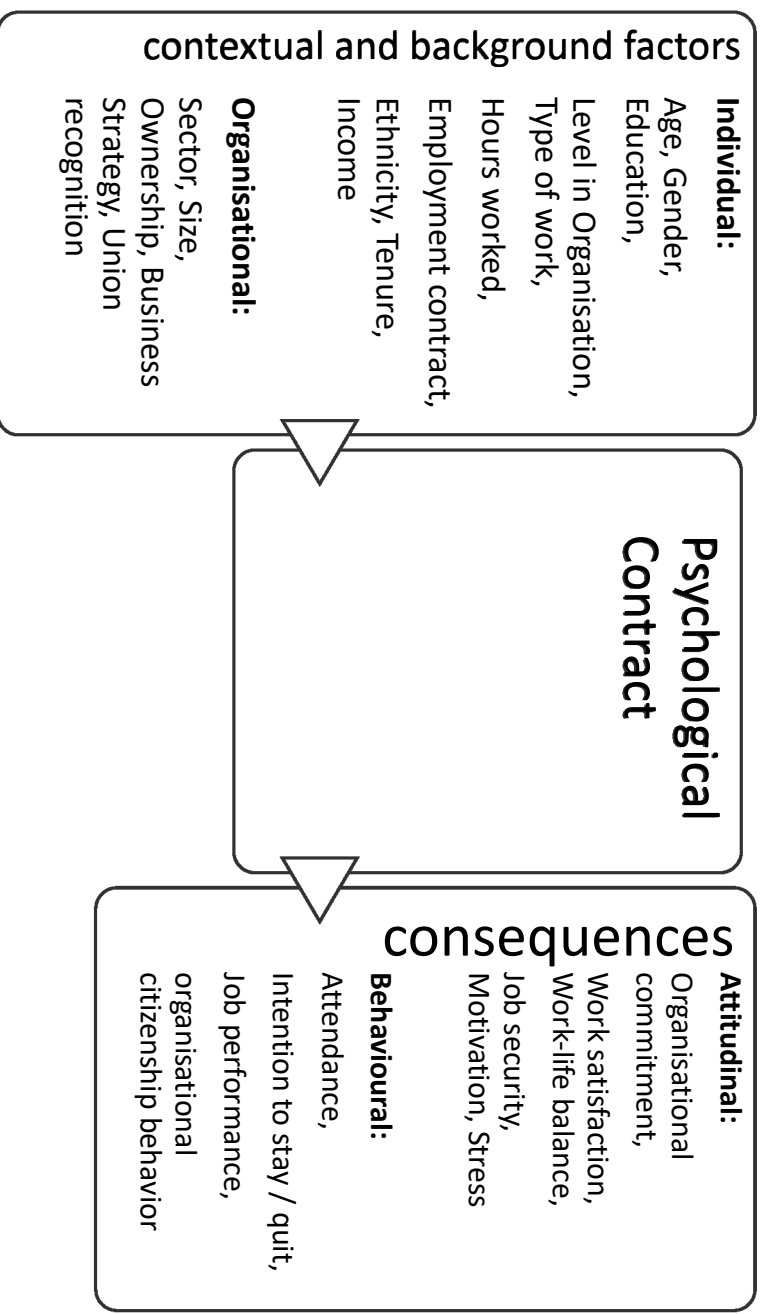 contextual and background factors
Individual:
Age, Gender,
Education,
Level in Organisation,
Type of work,
Hours worked,
Employment contract,
Ethnicity, Tenure,
Income
Organisational:
Sector, Size,
Ownership, Business
Strategy, Union
recognition
Psychological
Contract
consequences
Attitudinal:
Organisational
commitment,
Work satisfaction,
Work-life balance,
Job security,
Motivation, Stress
Behavioural:
Attendance,
Intention to stay / quit,
Job performance,
organisational
citizenship behavior